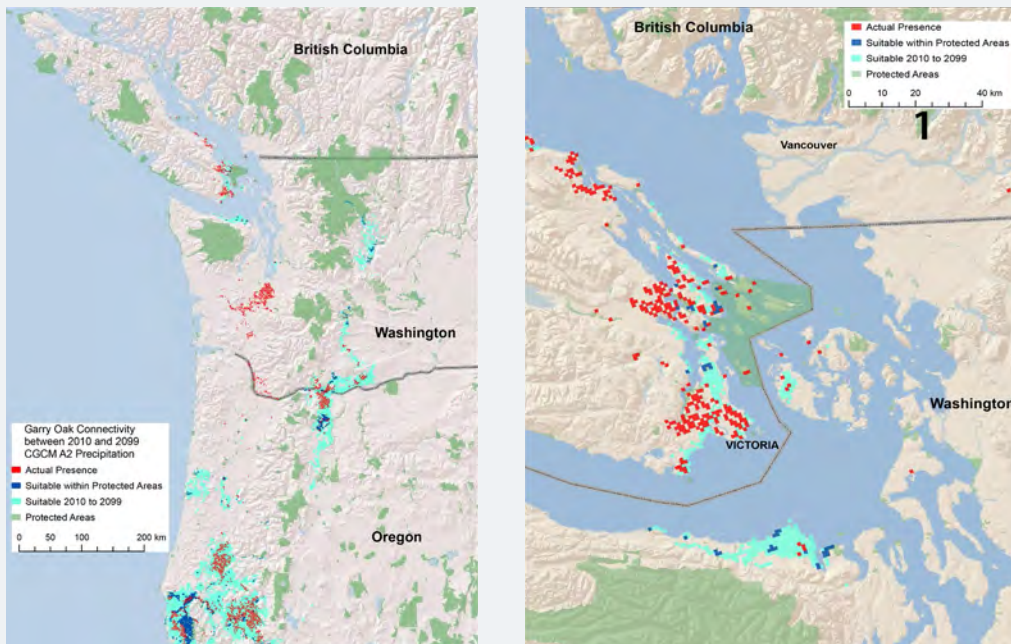 British Columbia
Washington
Garry Oak Connectivity
between 2010 and 2099
CGCM A2 Precipitation
Actual Presence
Suitable within Protected Areas
Suitable 2010 to 2099
Protected Areas
0 50 100 200 km
Oregon
British Columbia
Actual Presence
Suitable within Protected Areas
Suitable 2010 to 2099
Protected Areas
0 10 20 40 km
1
Vancouver
Washington
VICTORIA